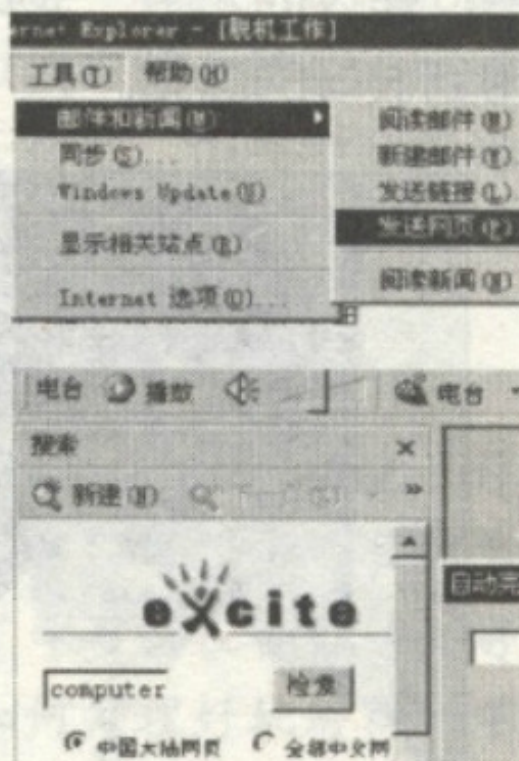 ernet Explorer - [脱机工作]
工具(T) 帮助(H)
邮件和新闻(M)
同步(S)...
Windows Update(U)
显示相关站点(R)
Internet 选项(O)...
阅读邮件(M)
新建邮件(E)
发送链接(L)
发送网页(P)
阅读新闻(N)
电台 播放 电台
搜索
新建(N) 下一个
excite
computer 检索
中国大陆网页 全部中文网
自动完